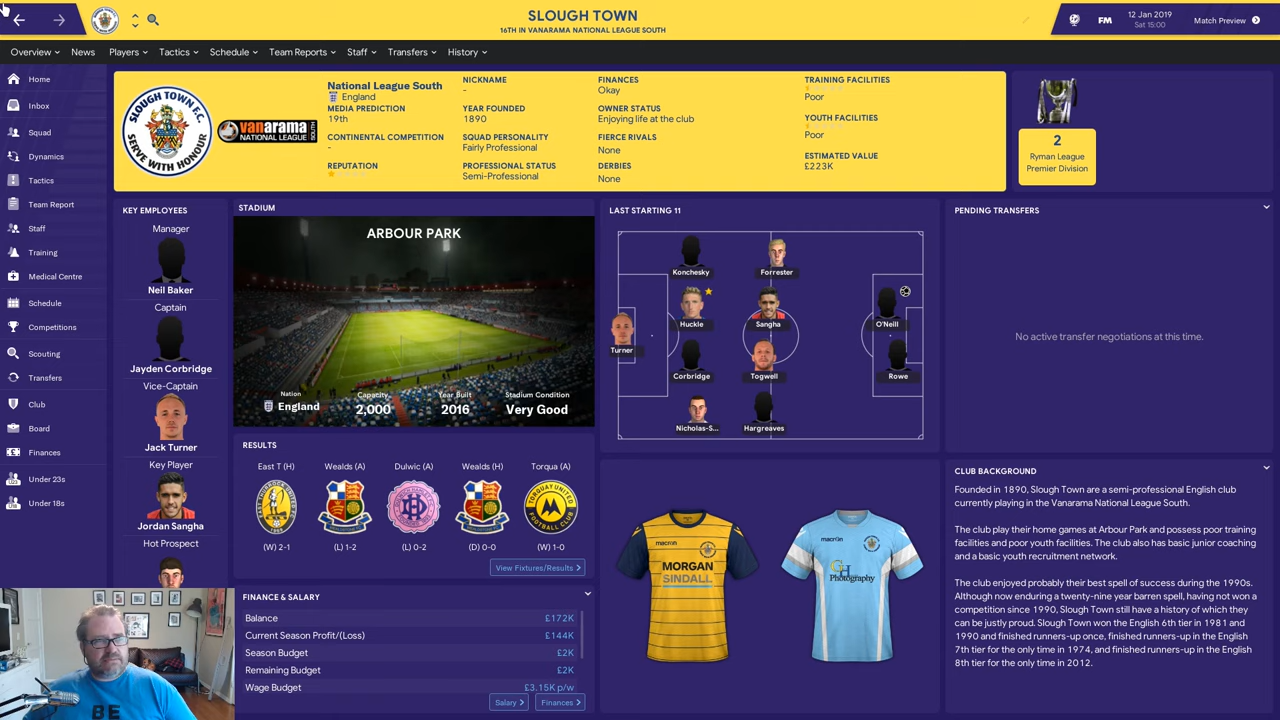 SLOUGH TOWN
16TH IN VANARAMA NATIONAL LEAGUE SOUTH
FM
12 Jan 2019
Sat 15:00
Match Preview
Overview
News
Players
Tactics
Schedule
Team Reports
Staff
Transfers
History
Home
Inbox
Squad
Dynamics
Tactics
Team Report
Staff
Training
Medical Centre
Schedule
Competitions
Scouting
Transfers
Club
Board
Finances
Under 23s
Under 18s
SLOUGH TOWN F.C.
SERVE WITH HONOUR
vanarama
NATIONAL LEAGUE
SOUTH
National League South
England
MEDIA PREDICTION
19th
CONTINENTAL COMPETITION
-
REPUTATION
NICKNAME
-
YEAR FOUNDED
1890
SQUAD PERSONALITY
Fairly Professional
PROFESSIONAL STATUS
Semi-Professional
FINANCES
Okay
OWNER STATUS
Enjoying life at the club
FIERCE RIVALS
None
DERBIES
None
TRAINING FACILITIES
Poor
YOUTH FACILITIES
Poor
ESTIMATED VALUE
£223K
2
Ryman League
Premier Division
KEY EMPLOYEES
Manager
Neil Baker
Captain
Jayden Corbridge
Vice-Captain
Jack Turner
Key Player
Jordan Sangha
Hot Prospect
STADIUM
ARBOUR PARK
Nation
England
Capacity
2,000
Year Built
2016
Stadium Condition
Very Good
RESULTS
East T (H)
Wealds (A)
Dulwic (A)
Wealds (H)
Torqua (A)
(W) 2-1
(L) 1-2
(L) 0-2
(D) 0-0
(W) 1-0
View Fixtures/Results
FINANCE & SALARY
Balance
£172K
Current Season Profit/(Loss)
£144K
Season Budget
£2K
Remaining Budget
£2K
Wage Budget
£3.15K p/w
Salary
Finances
LAST STARTING 11
Konchesky
Forrester
Huckle
Sangha
O'Neill
Turner
Corbridge
Togwell
Rowe
Nicholas-S...
Hargreaves
macron
MORGAN
SINDALL
macron
GH
Photography
PENDING TRANSFERS
No active transfer negotiations at this time.
CLUB BACKGROUND
Founded in 1890, Slough Town are a semi-professional English club
currently playing in the Vanarama National League South.
The club play their home games at Arbour Park and possess poor training
facilities and poor youth facilities. The club also has basic junior coaching
and a basic youth recruitment network.
The club enjoyed probably their best spell of success during the 1990s.
Although now enduring a twenty-nine year barren spell, having not won a
competition since 1990, Slough Town still have a history of which they
can be justly proud. Slough Town won the English 6th tier in 1981 and
1990 and finished runners-up once, finished runners-up in the English
7th tier for the only time in 1974, and finished runners-up in the English
8th tier for the only time in 2012.
BE